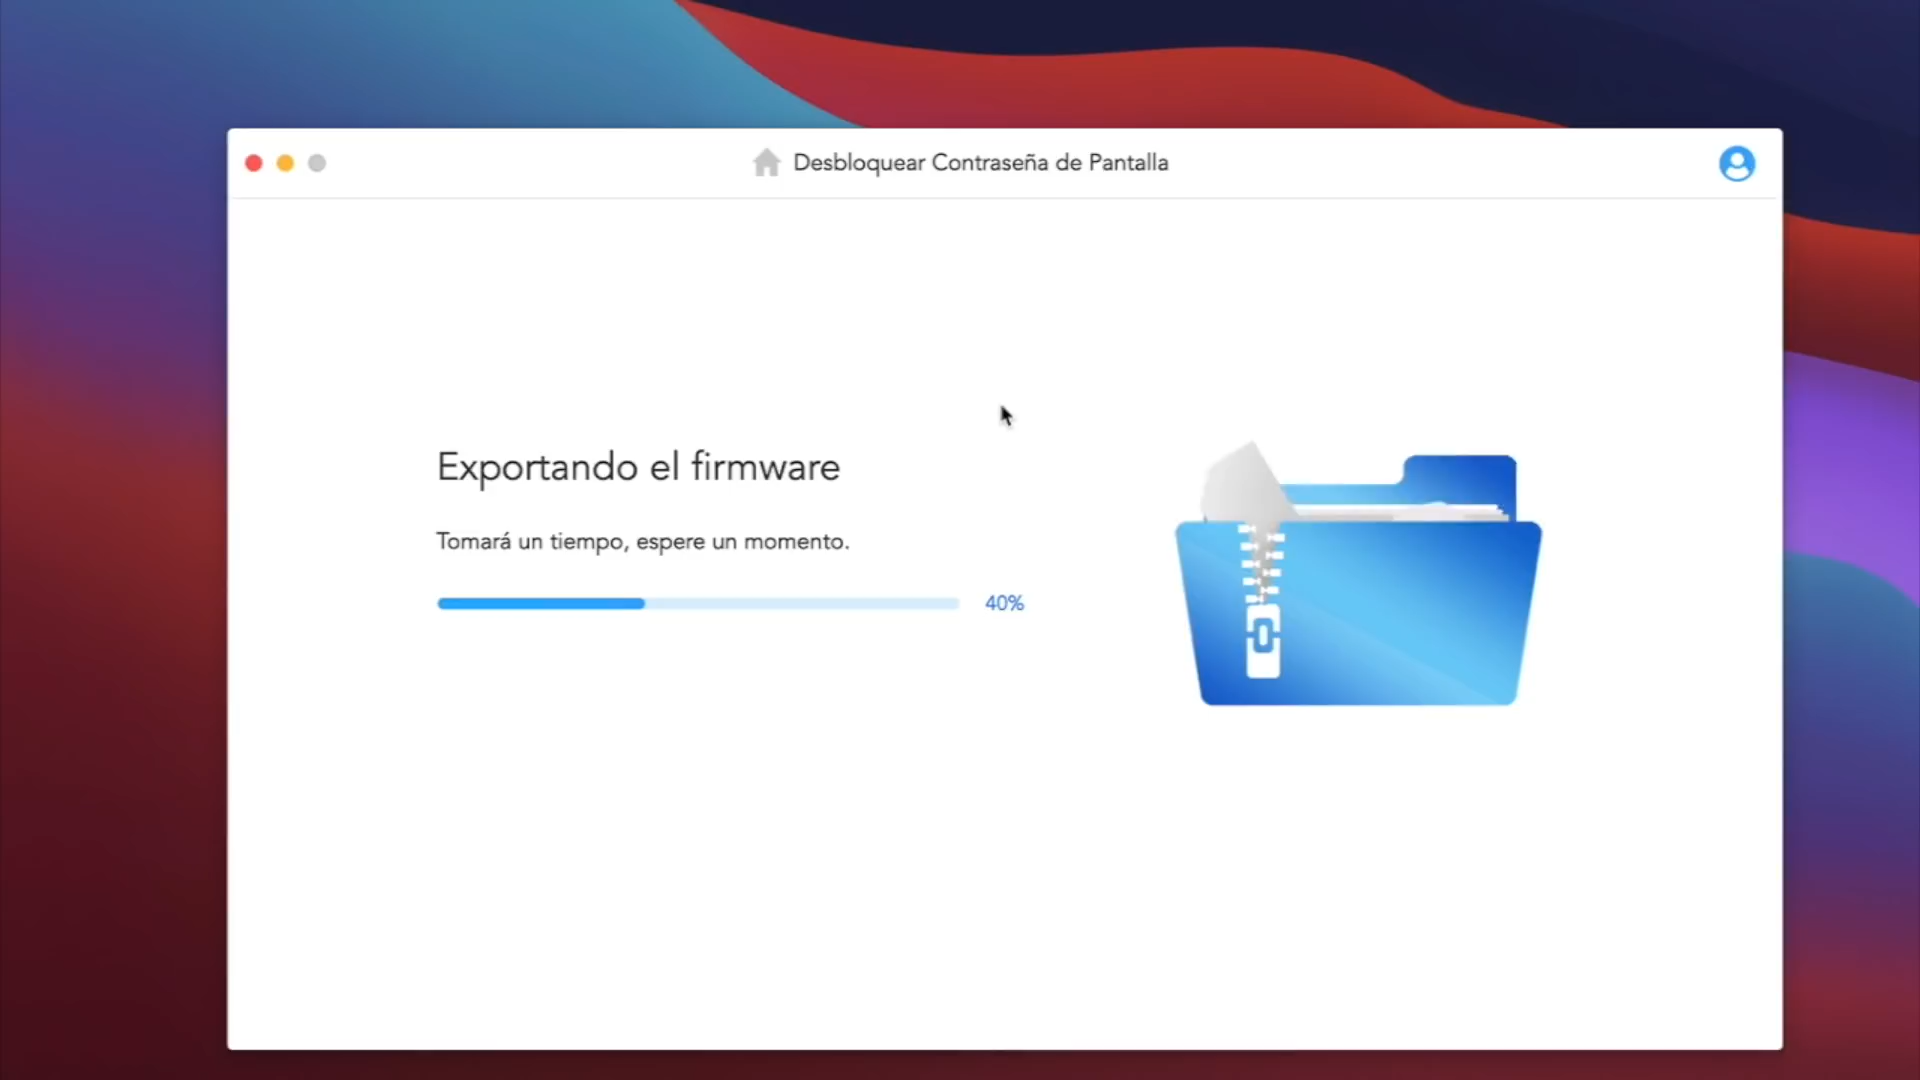 Desbloquear Contraseña de Pantalla
Exportando el firmware
Tomará un tiempo, espere un momento.
40%